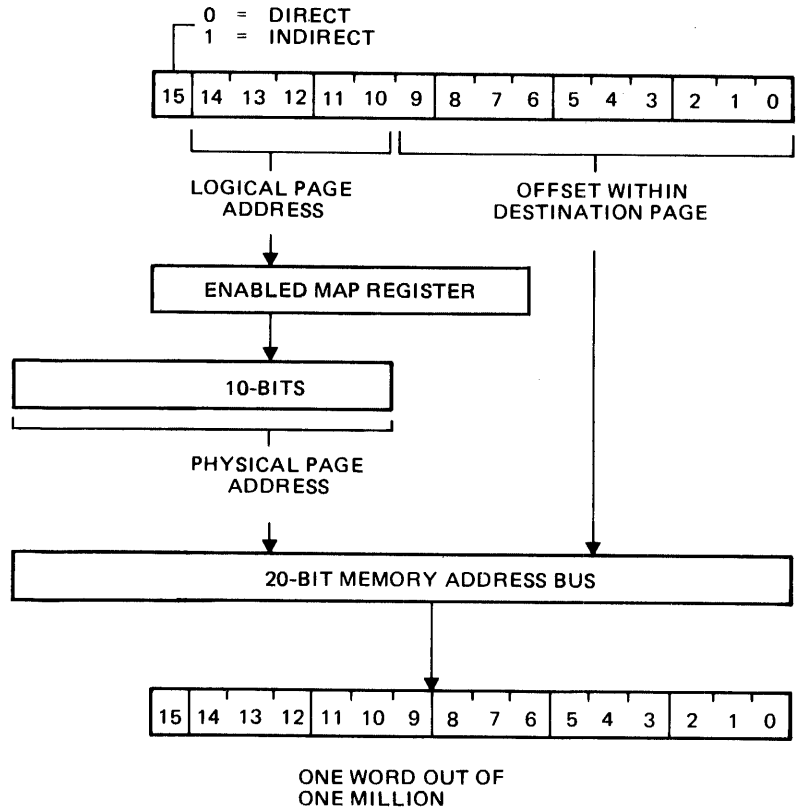 0 = DIRECT
1 = INDIRECT
15 14 13 12 11 10 9 8 7 6 5 4 3 2 1 0
LOGICAL PAGE
ADDRESS
OFFSET WITHIN
DESTINATION PAGE
ENABLED MAP REGISTER
10-BITS
PHYSICAL PAGE
ADDRESS
20-BIT MEMORY ADDRESS BUS
15 14 13 12 11 10 9 8 7 6 5 4 3 2 1 0
ONE WORD OUT OF
ONE MILLION